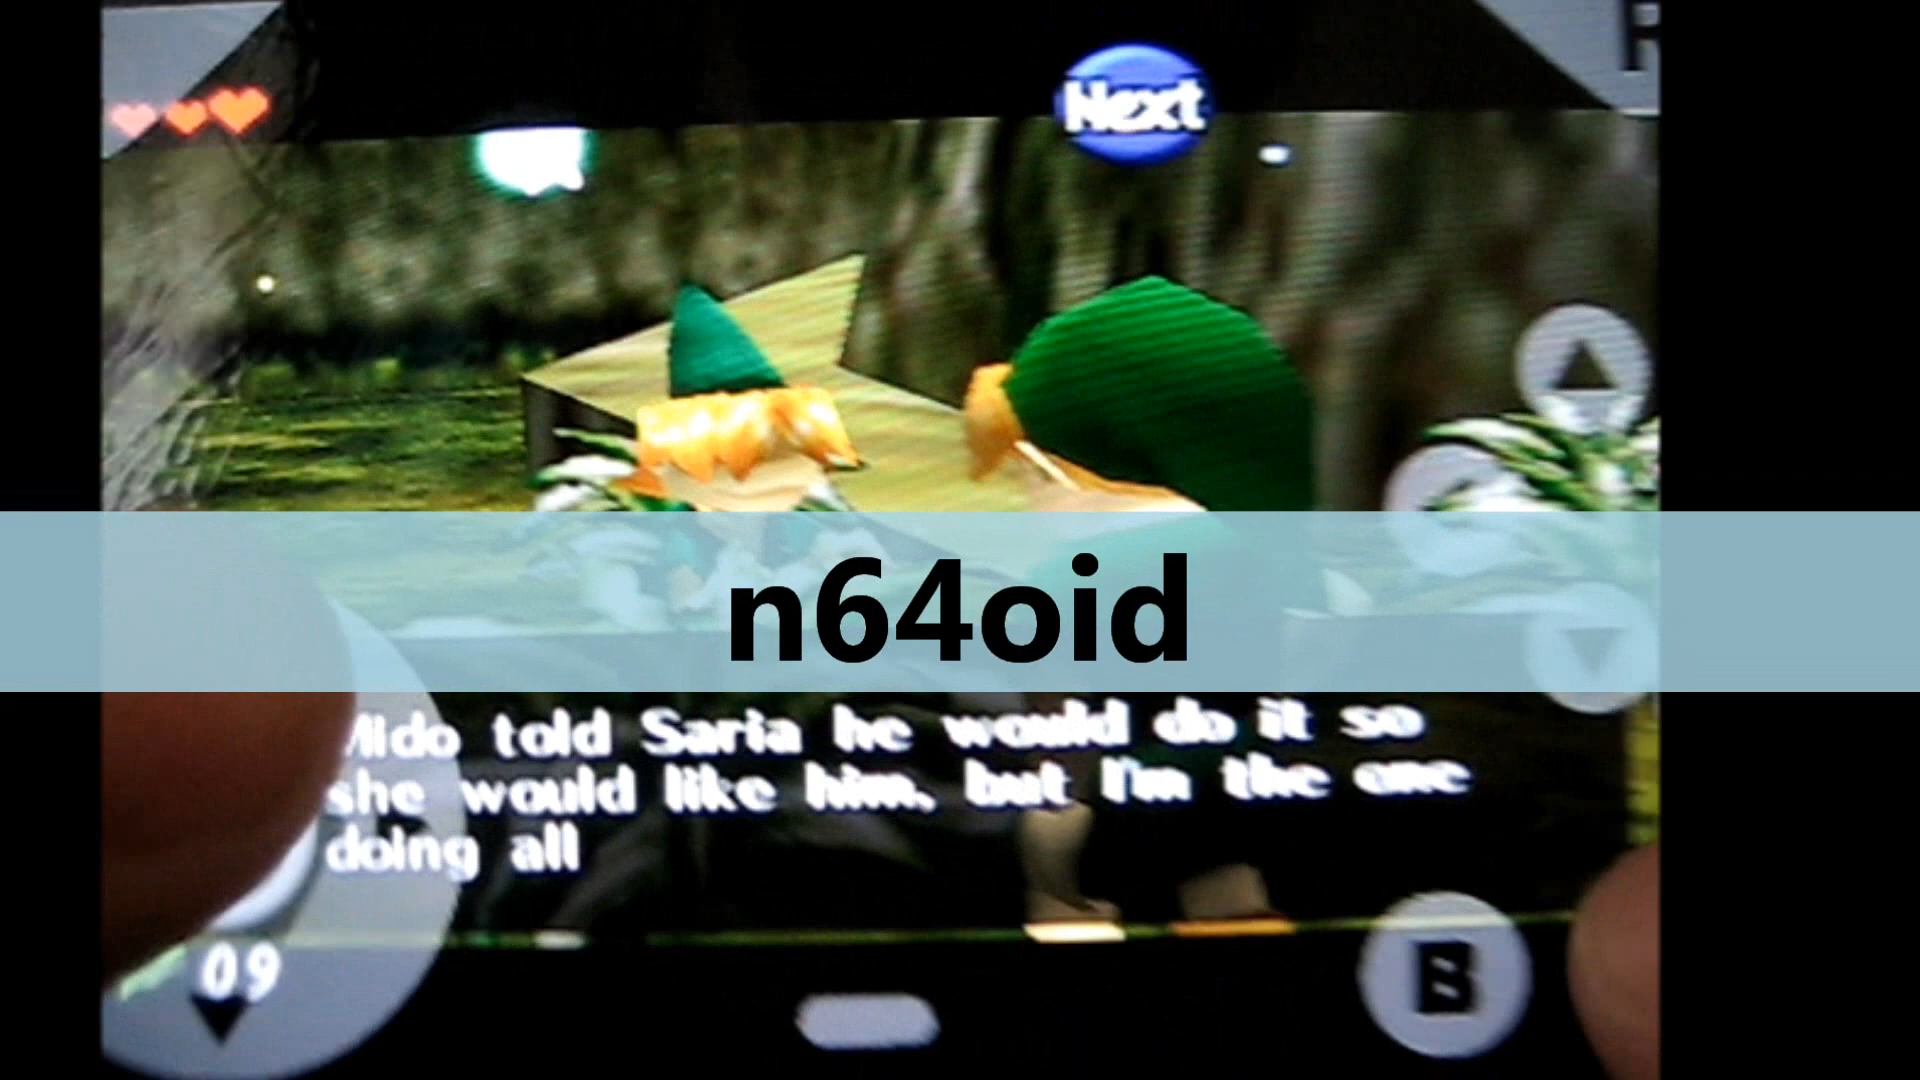 Next
n64oid
Mido told Saria he would do it so
she would like him, but I'm the one
doing all
09
B